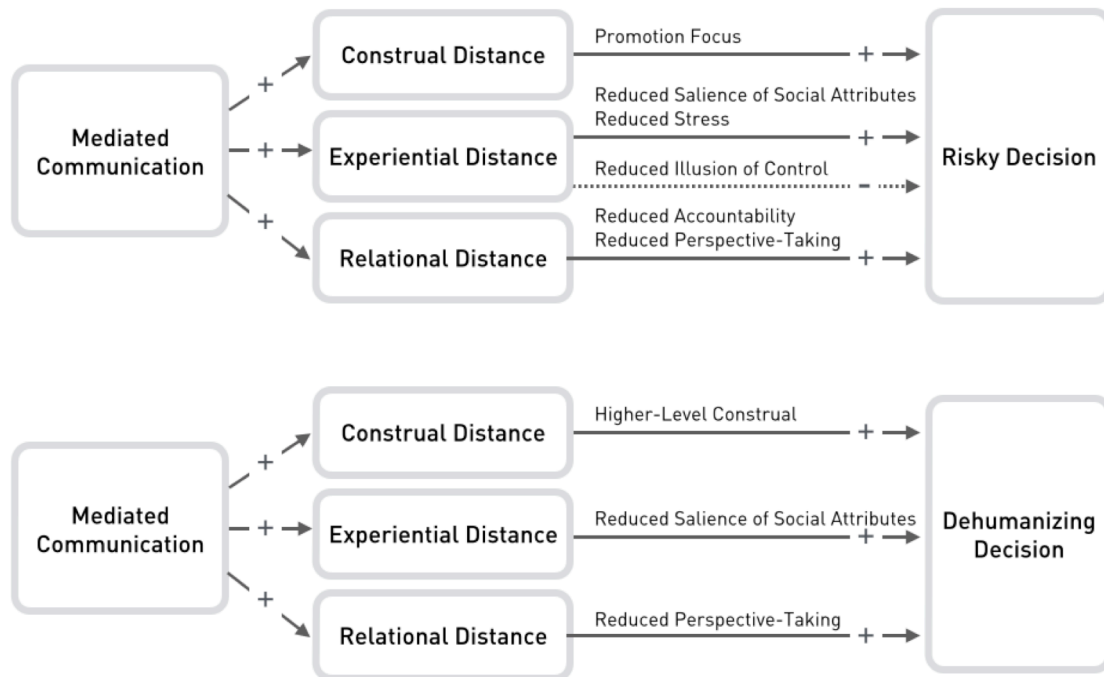 Promotion Focus
+
Construal Distance
+
Reduced Salience of Social Attributes
Reduced Stress
Mediated
Communication
+
Experiential Distance
+
Risky Decision
Reduced Illusion of Control
-
+
Reduced Accountability
Reduced Perspective-Taking
Relational Distance
+
Higher-Level Construal
Construal Distance
+
+
Mediated
Communication
+
Experiential Distance
Reduced Salience of Social Attributes
+
Dehumanizing
Decision
+
Relational Distance
Reduced Perspective-Taking
+